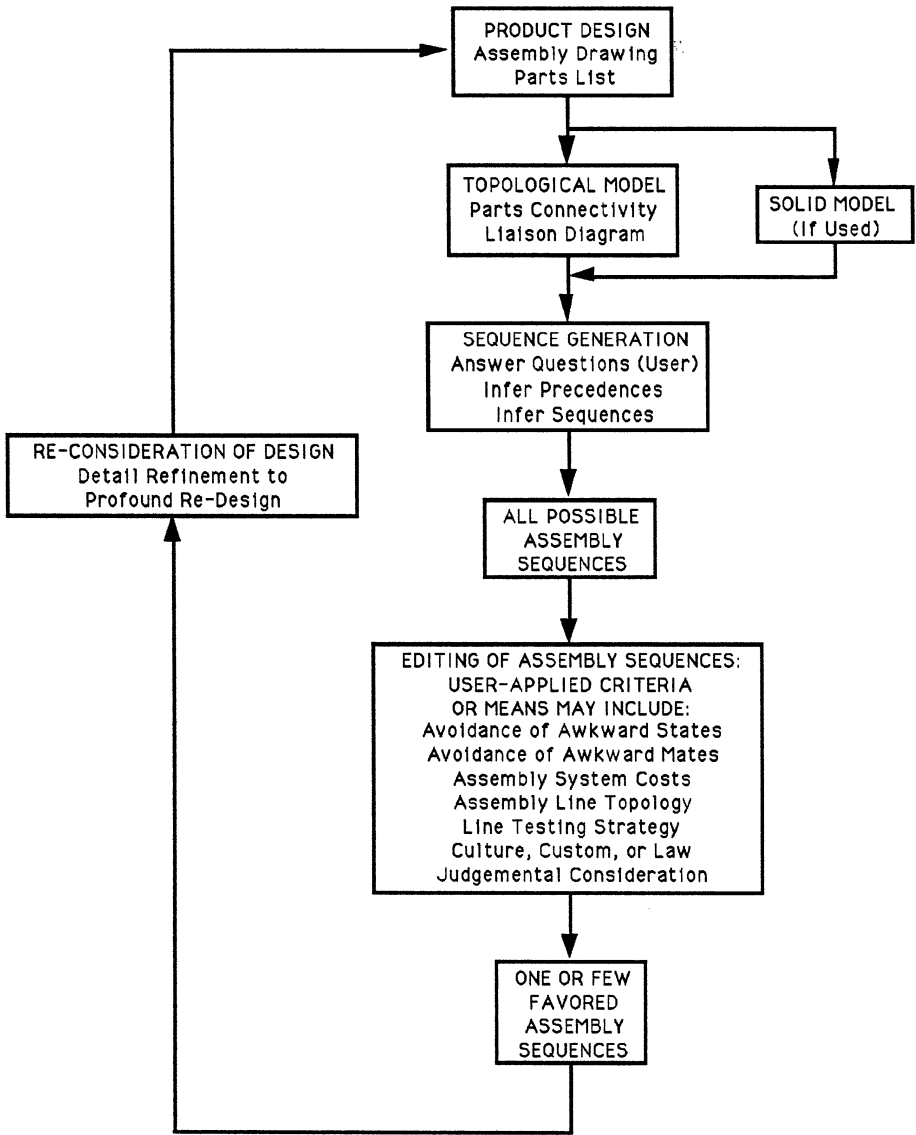 PRODUCT DESIGN
Assembly Drawing
Parts List
TOPOLOGICAL MODEL
Parts Connectivity
Liaison Diagram
SOLID MODEL
(If Used)
SEQUENCE GENERATION
Answer Questions (User)
Infer Precedences
Infer Sequences
RE-CONSIDERATION OF DESIGN
Detail Refinement to
Profound Re-Design
ALL POSSIBLE
ASSEMBLY
SEQUENCES
EDITING OF ASSEMBLY SEQUENCES:
USER-APPLIED CRITERIA
OR MEANS MAY INCLUDE:
Avoidance of Awkward States
Avoidance of Awkward Mates
Assembly System Costs
Assembly Line Topology
Line Testing Strategy
Culture, Custom, or Law
Judgemental Consideration
ONE OR FEW
FAVORED
ASSEMBLY
SEQUENCES